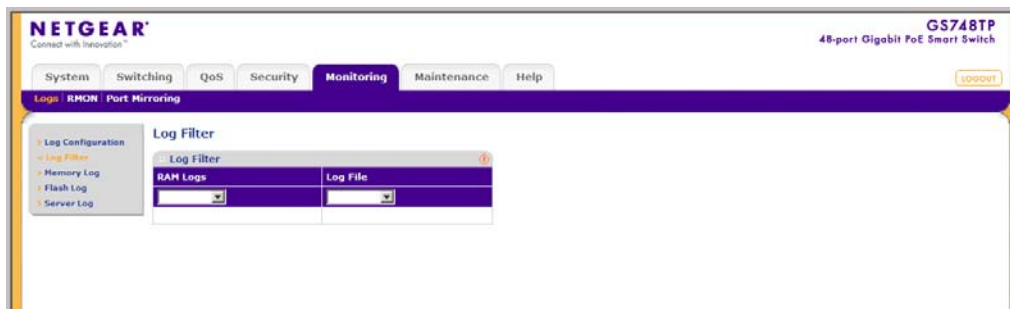 NETGEAR
Connect with Innovation™
GS748TP
48-port Gigabit PoE Smart Switch
System Switching QoS Security Monitoring Maintenance Help
LOGOUT
Logs RMON Port Mirroring
Log Configuration
Log Filter
Memory Log
Flash Log
Server Log
Log Filter
Log Filter
RAM Logs Log File